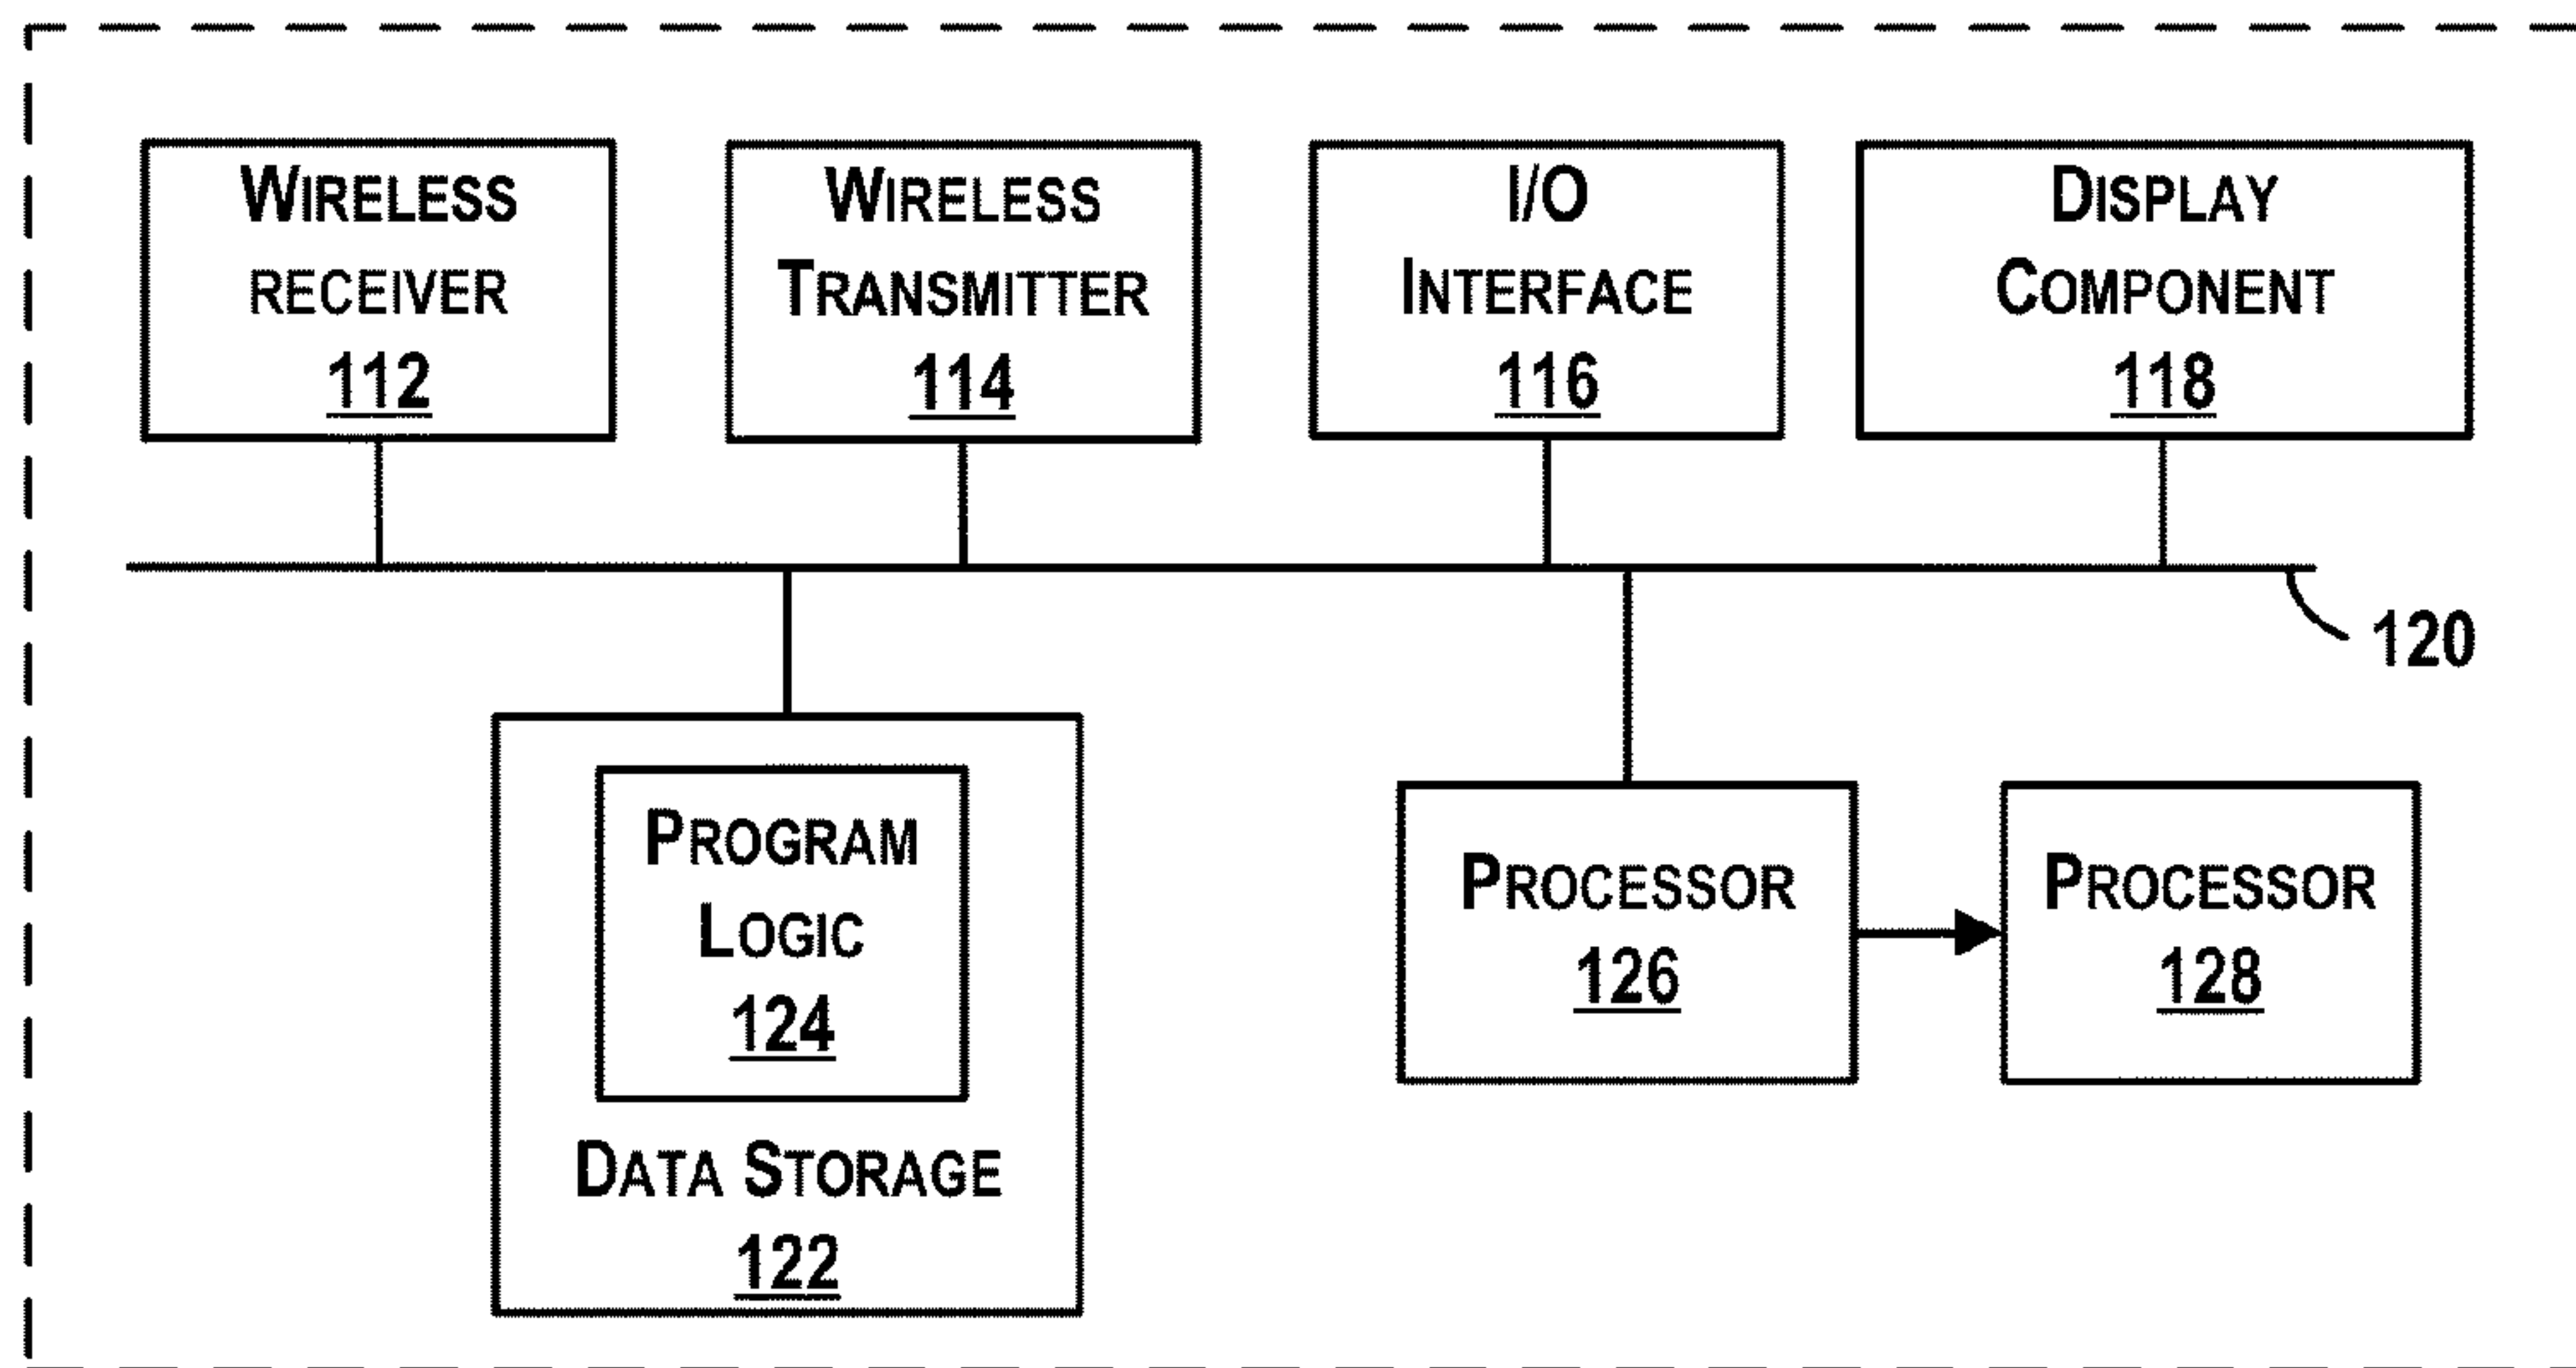 WIRELESS
RECEIVER
112
WIRELESS
TRANSMITTER
114
I/O
INTERFACE
116
DISPLAY
COMPONENT
118
120
PROGRAM
LOGIC
124
DATA STORAGE
122
PROCESSOR
126
PROCESSOR
128